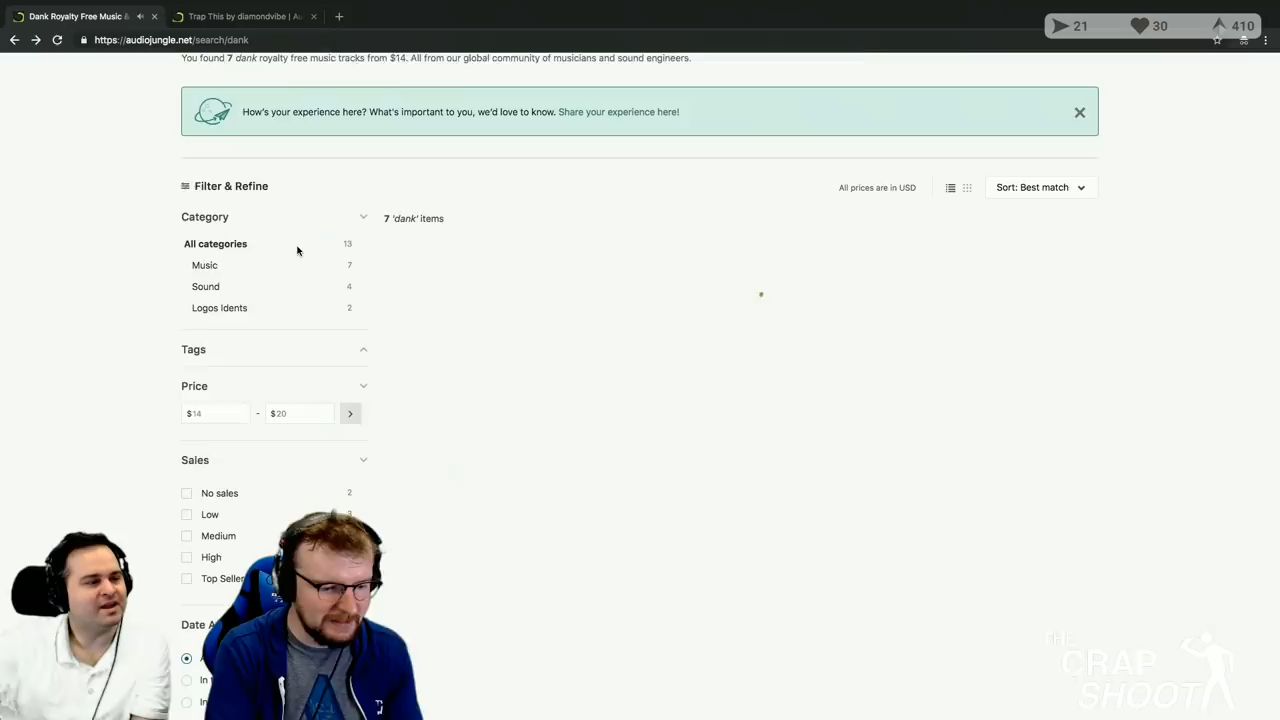 Dank Royalty Free Music &
Trap This by diamondvibe | Au
https://audiojungle.net/search/dank
21
30
410
You found 7 dank royalty free music tracks from $14. All from our global community of musicians and sound engineers.
How's your experience here? What's important to you, we'd love to know. Share your experience here!
Filter & Refine
All prices are in USD
Sort: Best match
Category
7 'dank' items
All categories 13
Music 7
Sound 4
Logos Idents 2
Tags
Price
$14 - $20
Sales
No sales 2
Low
Medium
High
Top Seller
Date A
In
In
THE
CRAP
SHOOT